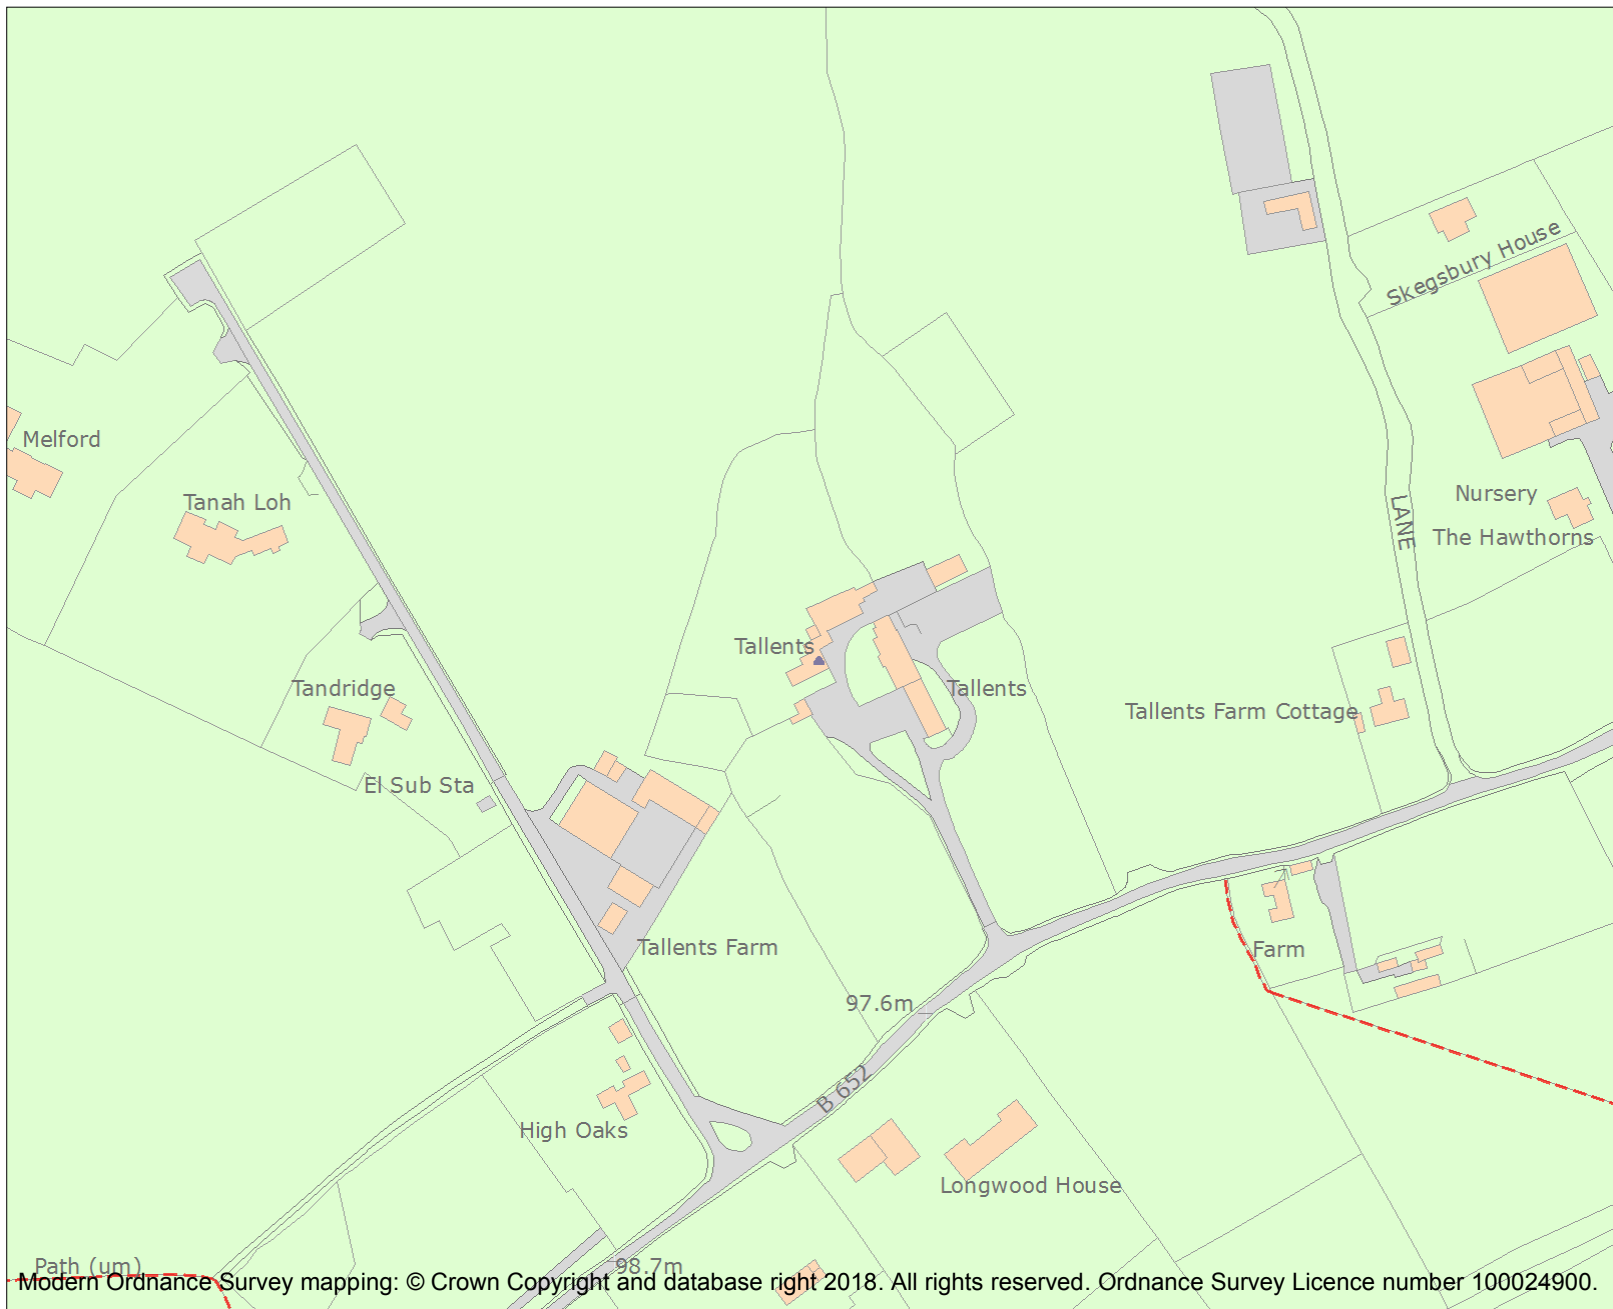 Skegsbury House
Melford
Tanah Loh
Nursery
LANE
The Hawthorns
Tallents
Tandridge
Tallents
Tallents Farm Cottage
El Sub Sta
Tallents Farm
Farm
97.6m
B 652
High Oaks
Longwood House
Path (um)
98.7m
Modern Ordnance Survey mapping: © Crown Copyright and database right 2018. All rights reserved. Ordnance Survey Licence number 100024900.